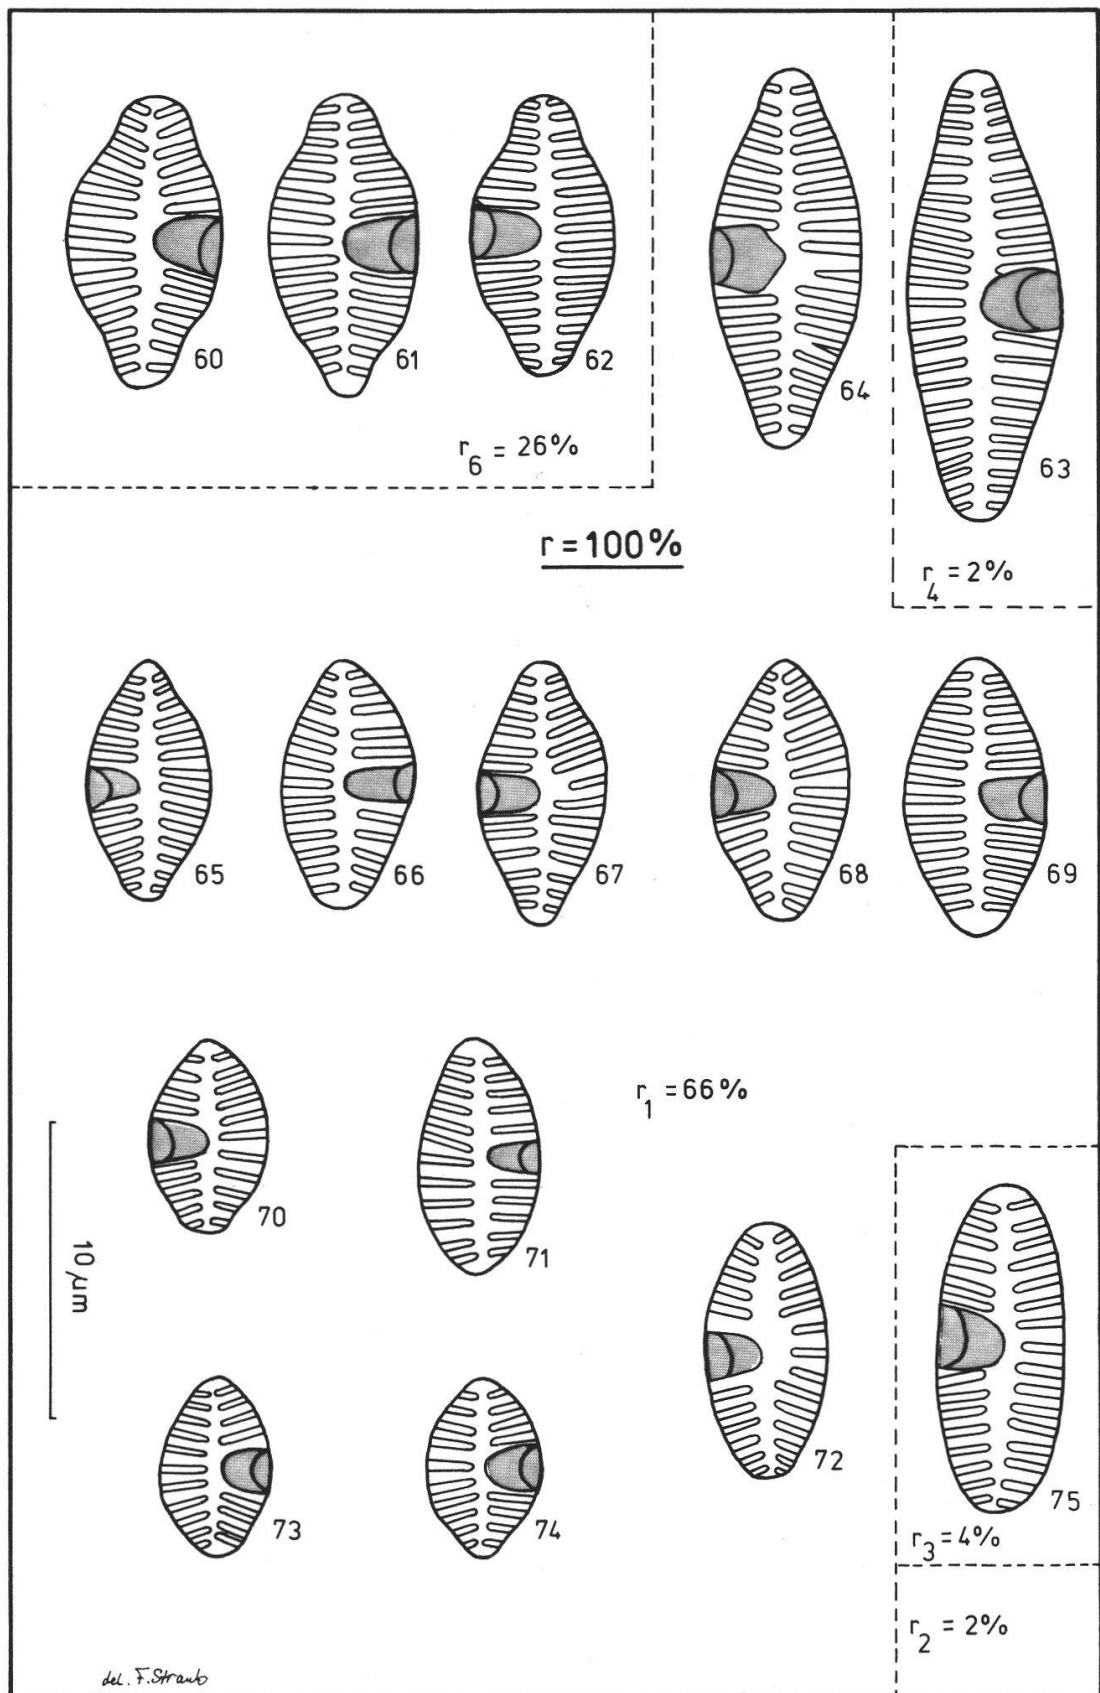 60
61
62
64
63
r6 = 26%
r = 100%
r4 = 2%
65
66
67
68
69
r1 = 66%
70
71
10 µm
72
75
73
74
r3 = 4%
r2 = 2%
del. F. Straub